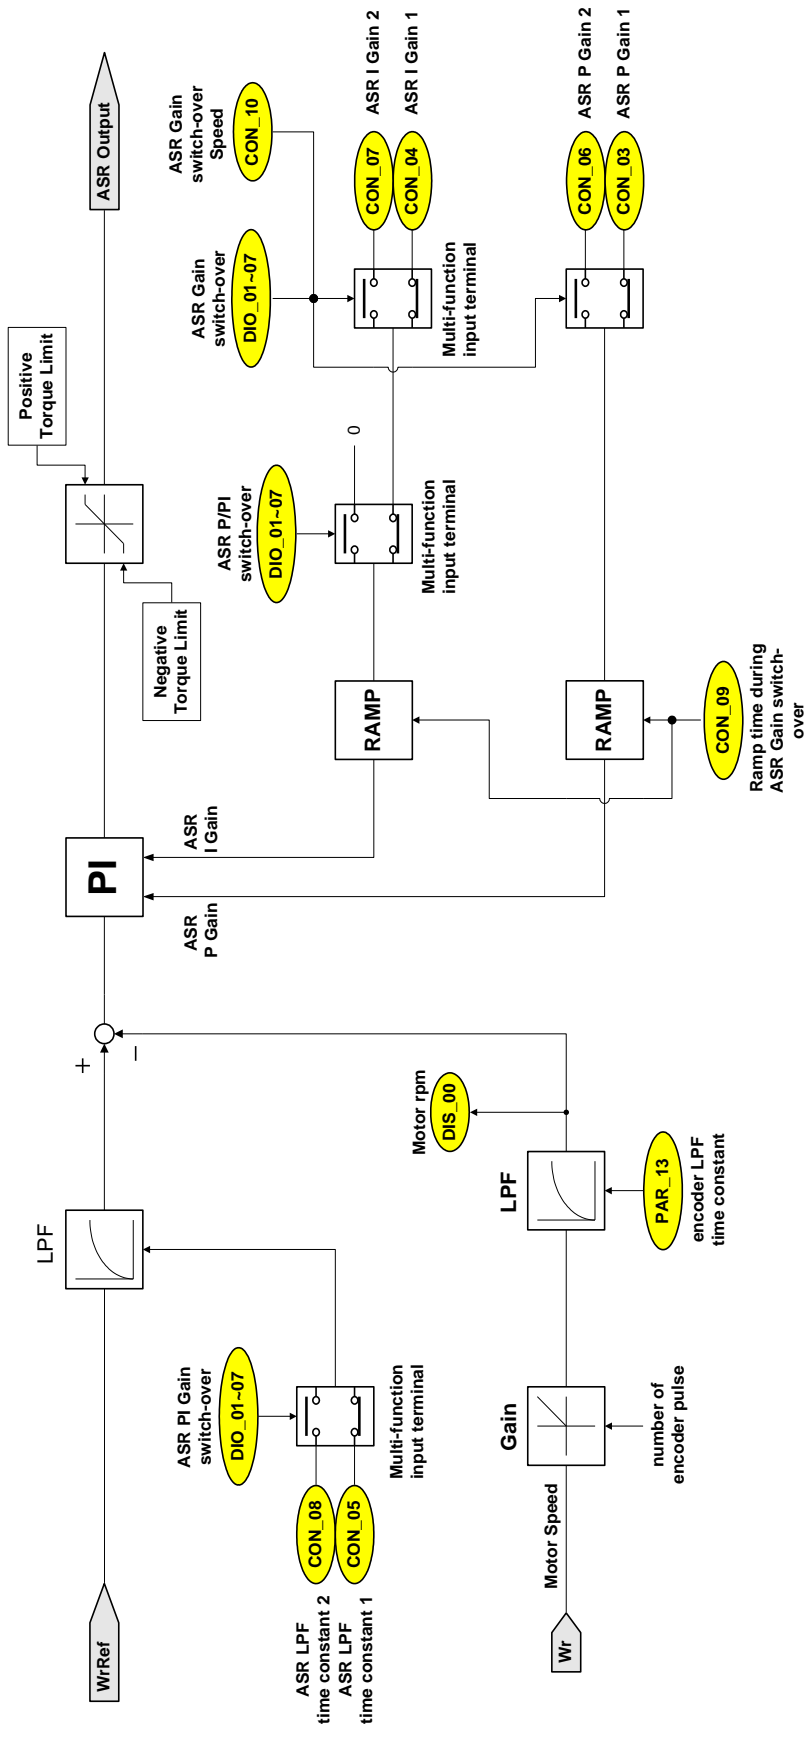 WrRef
LPF
+
−
PI
Positive
Torque Limit
Negative
Torque Limit
ASR Output
ASR PI Gain
switch-over
DIO_01~07
ASR LPF
time constant 2
CON_08
ASR LPF
time constant 1
CON_05
Multi-function
input terminal
ASR
P Gain
ASR
I Gain
RAMP
ASR P/PI
switch-over
DIO_01~07
0
Multi-function
input terminal
ASR Gain
switch-over
DIO_01~07
ASR Gain
switch-over
Speed
CON_10
Multi-function
input terminal
CON_07
ASR I Gain 2
CON_04
ASR I Gain 1
Wr
Motor Speed
Gain
number of
encoder pulse
LPF
PAR_13
encoder LPF
time constant
Motor rpm
DIS_00
RAMP
CON_09
Ramp time during
ASR Gain switch-
over
CON_06
ASR P Gain 2
CON_03
ASR P Gain 1